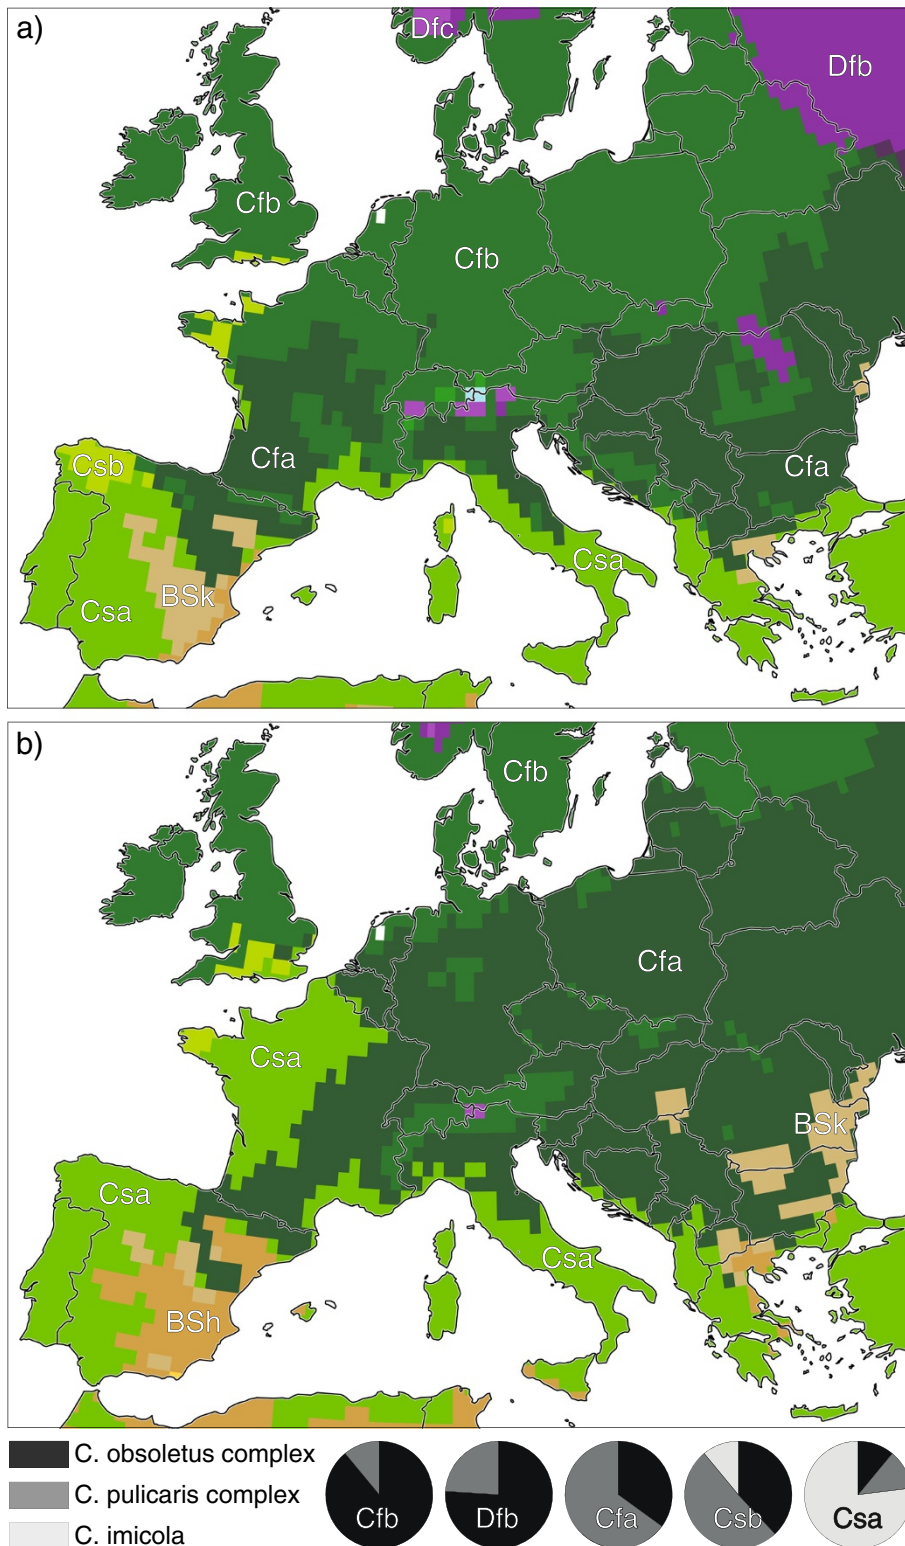 a)
Dfc
Dfb
Cfb
Cfb
Csb
Cfa
Cfa
Csa
BSk
Csa
b)
Cfb
Cfa
Csa
BSk
Csa
Csa
BSh
C. obsoletus complex
C. pulicaris complex
C. imicola
Cfb
Dfb
Cfa
Csb
Csa